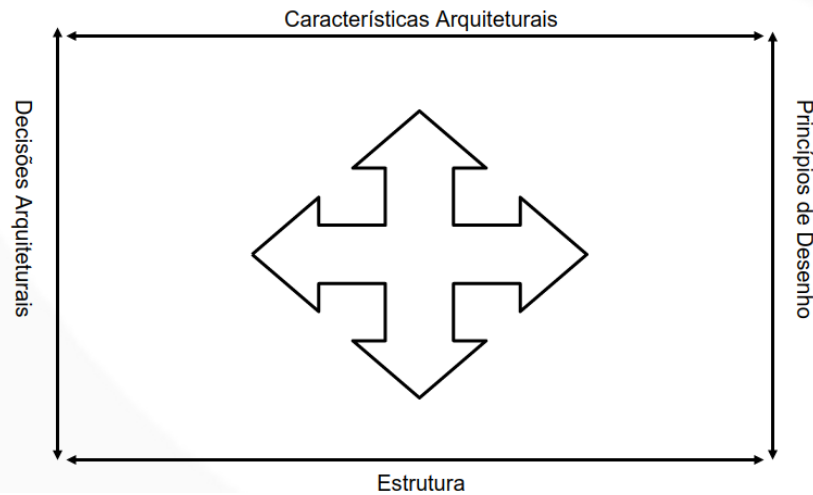 Características Arquiteturais
Decisões Arquiteturais
Princípios de Desenho
Estrutura